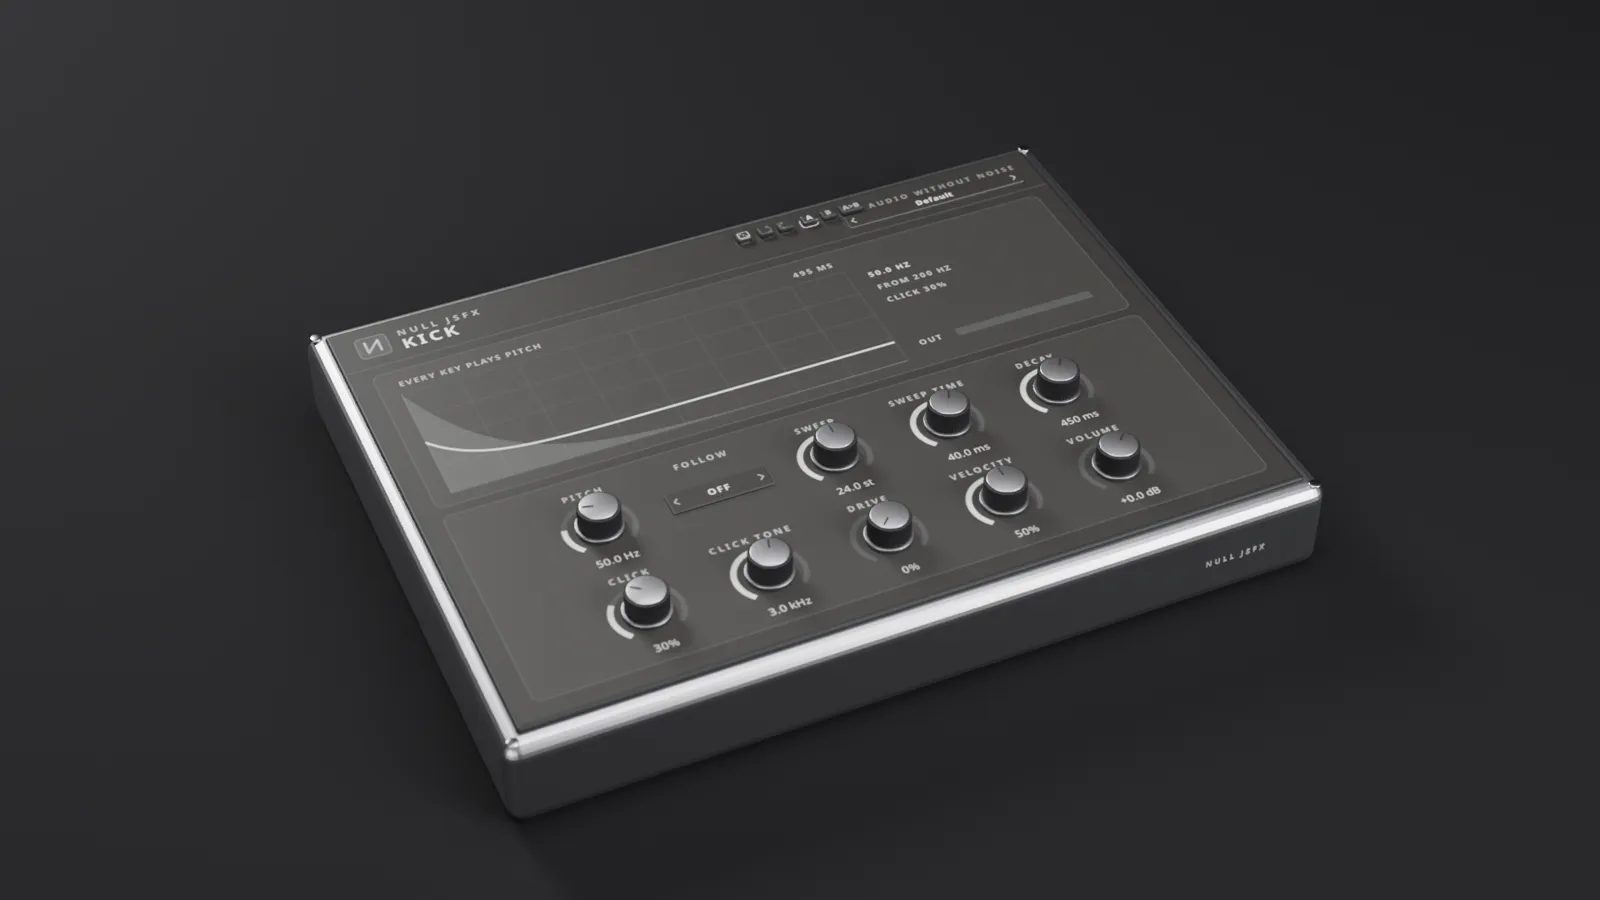 NULL JSFX
KICK
A
B
A>B
AUDIO WITHOUT NOISE
<
Default
>
EVERY KEY PLAYS PITCH
495 MS
50.0 HZ
FROM 200 HZ
CLICK 30%
OUT
PITCH
50.0 Hz
FOLLOW
< OFF >
SWEEP
24.0 st
SWEEP TIME
40.0 ms
DECAY
450 ms
CLICK
30%
CLICK TONE
3.0 kHz
DRIVE
0%
VELOCITY
50%
VOLUME
+0.0 dB
NULL JSFX